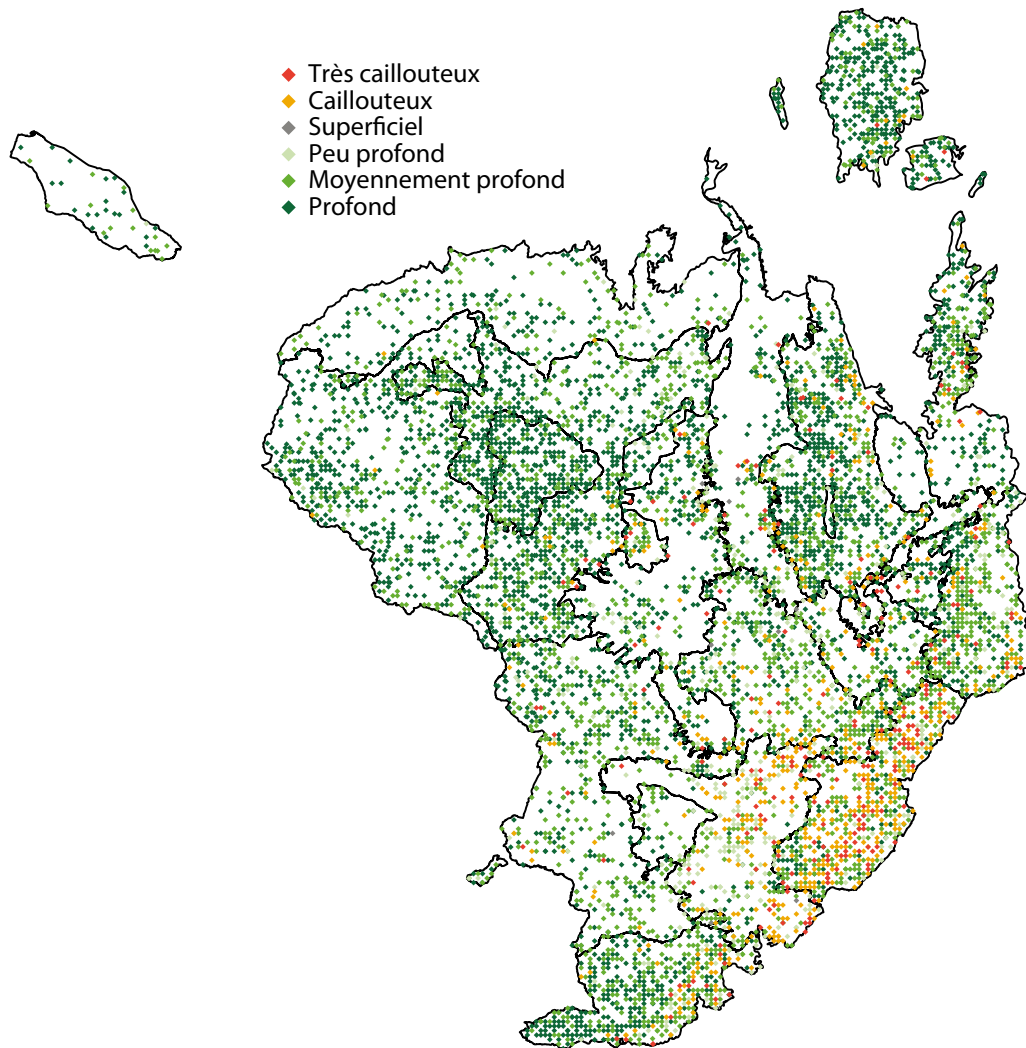 Très caillouteux
Caillouteux
Superficiel
Peu profond
Moyennement profond
Profond